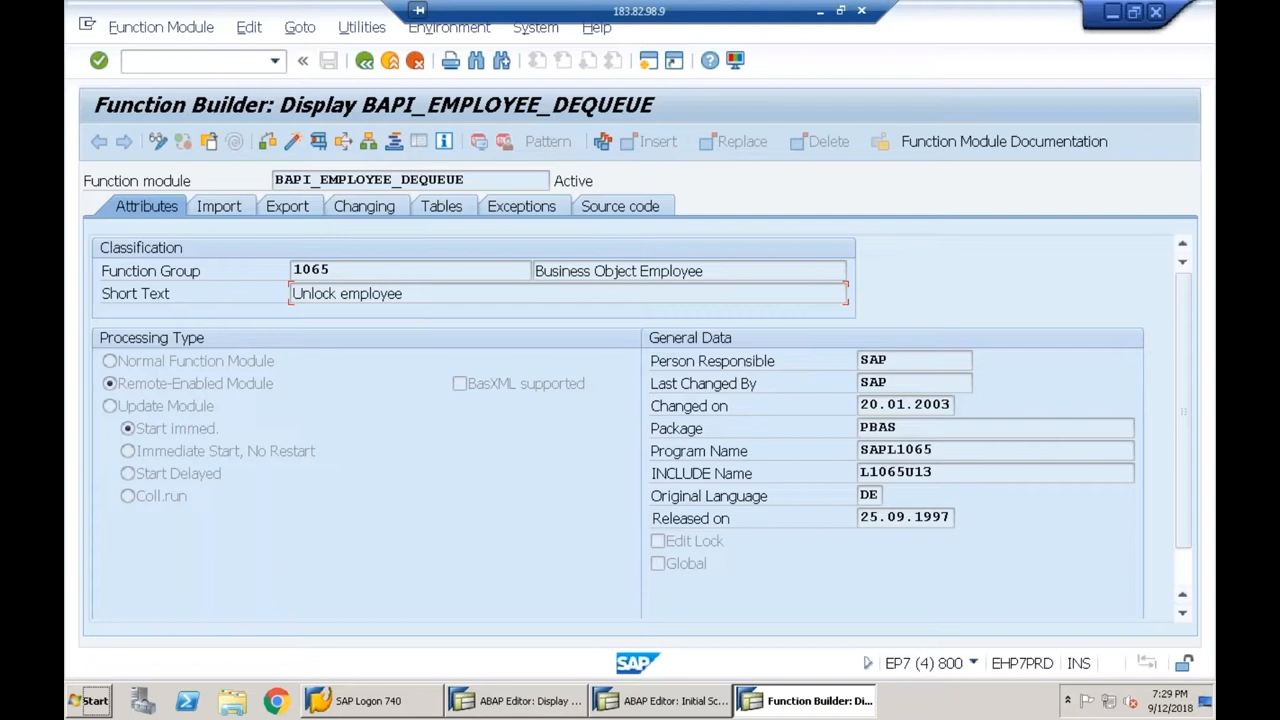 183.82.98.9
Function Module Edit Goto Utilities Environment System Help
Function Builder: Display BAPI_EMPLOYEE_DEQUEUE
Pattern Insert Replace Delete Function Module Documentation
Function module BAPI_EMPLOYEE_DEQUEUE Active
Attributes Import Export Changing Tables Exceptions Source code
Classification
Function Group 1065 Business Object Employee
Short Text Unlock employee
Processing Type
Normal Function Module
Remote-Enabled Module BasXML supported
Update Module
Start immed.
Immediate Start, No Restart
Start Delayed
Coll.run
General Data
Person Responsible SAP
Last Changed By SAP
Changed on 20.01.2003
Package PBAS
Program Name SAPL1065
INCLUDE Name L1065U13
Original Language DE
Released on 25.09.1997
Edit Lock
Global
SAP EP7 (4) 800 EHP7PRD INS
Start SAP Logon 740 ABAP Editor: Display ... ABAP Editor: Initial Sc... Function Builder: Di... 7:29 PM
9/12/2018